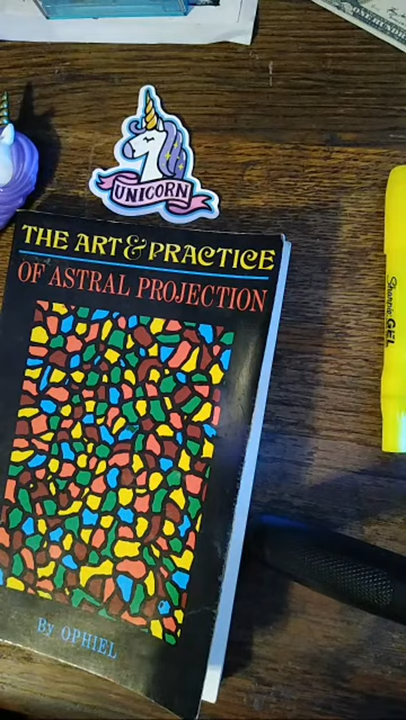 UNICORN
THE ART & PRACTICE
OF ASTRAL PROJECTION
By OPHIEL
Sharpie GEL